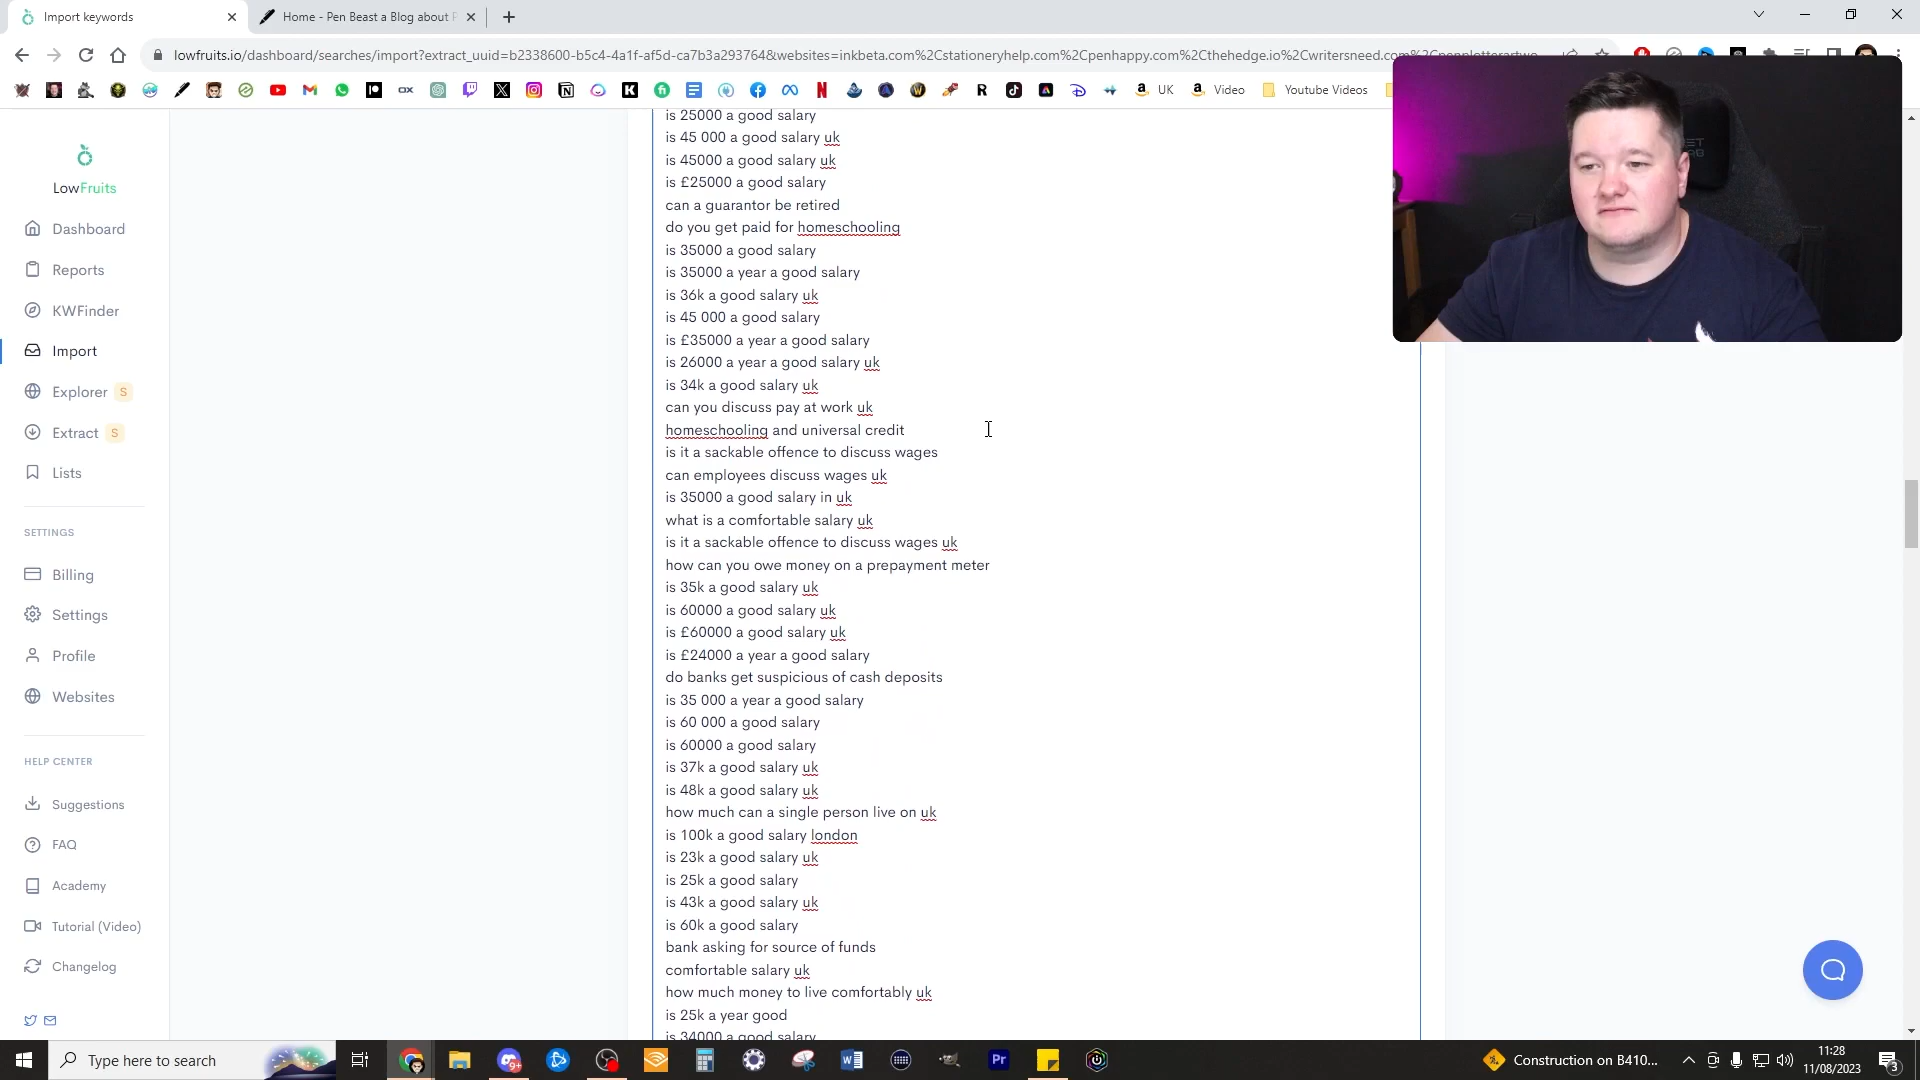 Import keywords
Home - Pen Beast a Blog about P
lowfruits.io/dashboard/searches/import?extract_uuid=b2338600-b5c4-4a1f-af5d-ca7b3a293764&websites=inkbeta.com%2Cstationeryhelp.com%2Cpenhappy.com%2Cthehedge.io%2Cwritersneed.com%2Cpenplotterartwo...
UK
Video
Youtube Videos
LowFruits
Dashboard
Reports
KWFinder
Import
Explorer S
Extract S
Lists
SETTINGS
Billing
Settings
Profile
Websites
HELP CENTER
Suggestions
FAQ
Academy
Tutorial (Video)
Changelog
is 25000 a good salary
is 45 000 a good salary uk
is 45000 a good salary uk
is £25000 a good salary
can a guarantor be retired
do you get paid for homeschooling
is 35000 a good salary
is 35000 a year a good salary
is 36k a good salary uk
is 45 000 a good salary
is £35000 a year a good salary
is 26000 a year a good salary uk
is 34k a good salary uk
can you discuss pay at work uk
homeschooling and universal credit
is it a sackable offence to discuss wages
can employees discuss wages uk
is 35000 a good salary in uk
what is a comfortable salary uk
is it a sackable offence to discuss wages uk
how can you owe money on a prepayment meter
is 35k a good salary uk
is 60000 a good salary uk
is £60000 a good salary uk
is £24000 a year a good salary
do banks get suspicious of cash deposits
is 35 000 a year a good salary
is 60 000 a good salary
is 60000 a good salary
is 37k a good salary uk
is 48k a good salary uk
how much can a single person live on uk
is 100k a good salary london
is 23k a good salary uk
is 25k a good salary
is 43k a good salary uk
is 60k a good salary
bank asking for source of funds
comfortable salary uk
how much money to live comfortably uk
is 25k a year good
is 34000 a good salary
Type here to search
Construction on B410...
11:28
11/08/2023
3